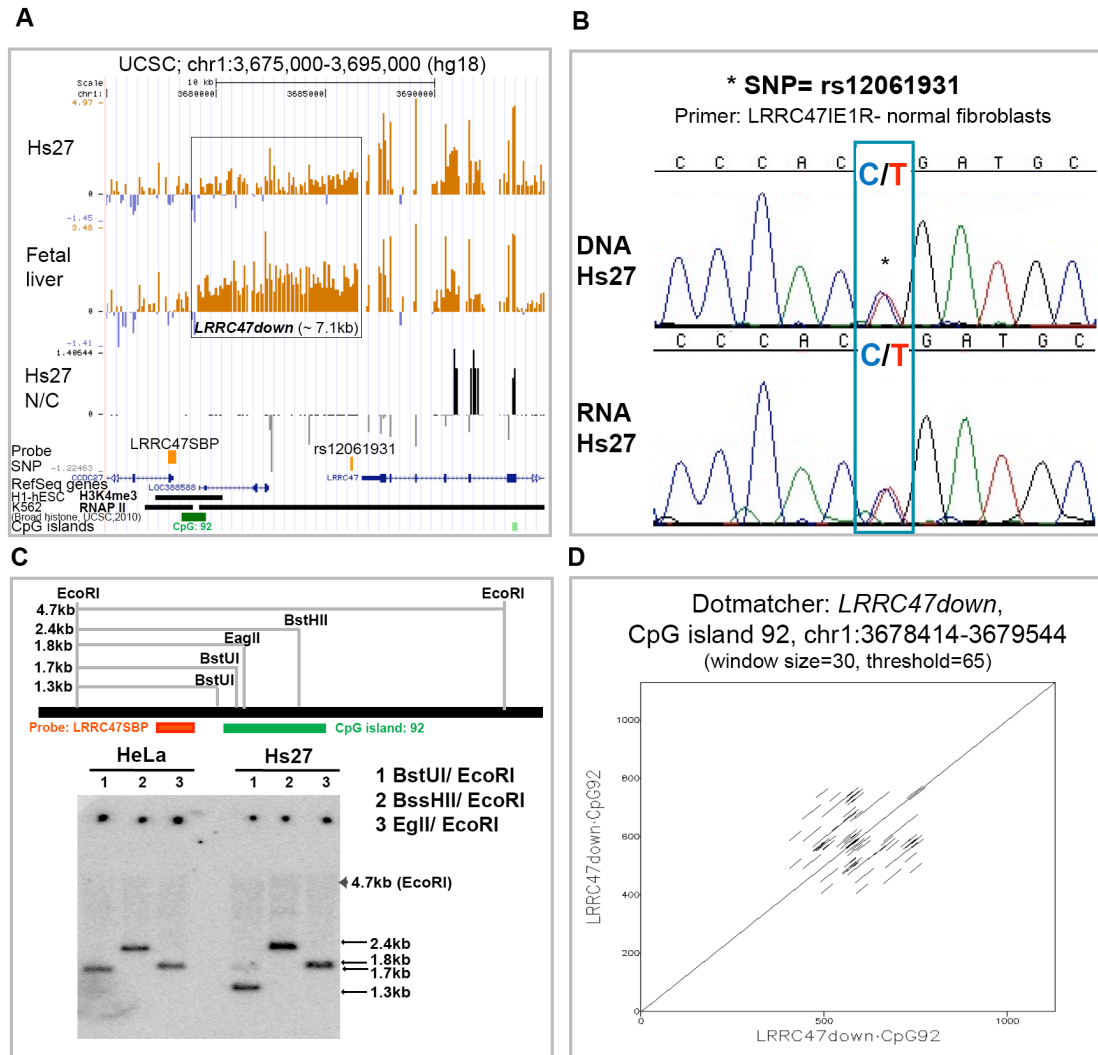 A
UCSC; chr1:3,675,000-3,695,000 (hg18)
Scale
chr1:
10 kb
3680000
3685000
3690000
4.97
Hs27
0
-1.45
3.48
Fetal
liver
0
LRRC47down (~ 7.1kb)
-1.41
1.40644
Hs27
N/C
0
Probe
LRRC47SBP
rs12061931
SNP
-1.22463
CCDC27
LRRC47
RefSeq genes
LOC388588
H1-hESC
H3K4me3
K562
RNAP II
(Broad histone, UCSC,2010)
CpG islands
CpG: 92
B
* SNP= rs12061931
Primer: LRRC47IE1R- normal fibroblasts
C C C A C G A T G C
C/T
DNA
Hs27
*
C C C A C G A T G C
C/T
RNA
Hs27
C
EcoRI
EcoRI
4.7kb
BstHII
2.4kb
EagII
1.8kb
BstUI
1.7kb
BstUI
1.3kb
Probe: LRRC47SBP
CpG island: 92
HeLa
Hs27
1 2 3
1 2 3
1 BstUI/ EcoRI
2 BssHII/ EcoRI
3 EgII/ EcoRI
4.7kb (EcoRI)
2.4kb
1.8kb
1.7kb
1.3kb
D
Dotmatcher: LRRC47down,
CpG island 92, chr1:3678414-3679544
(window size=30, threshold=65)
LRRC47down·CpG92
1000
800
600
400
200
0
0
500
1000
LRRC47down·CpG92